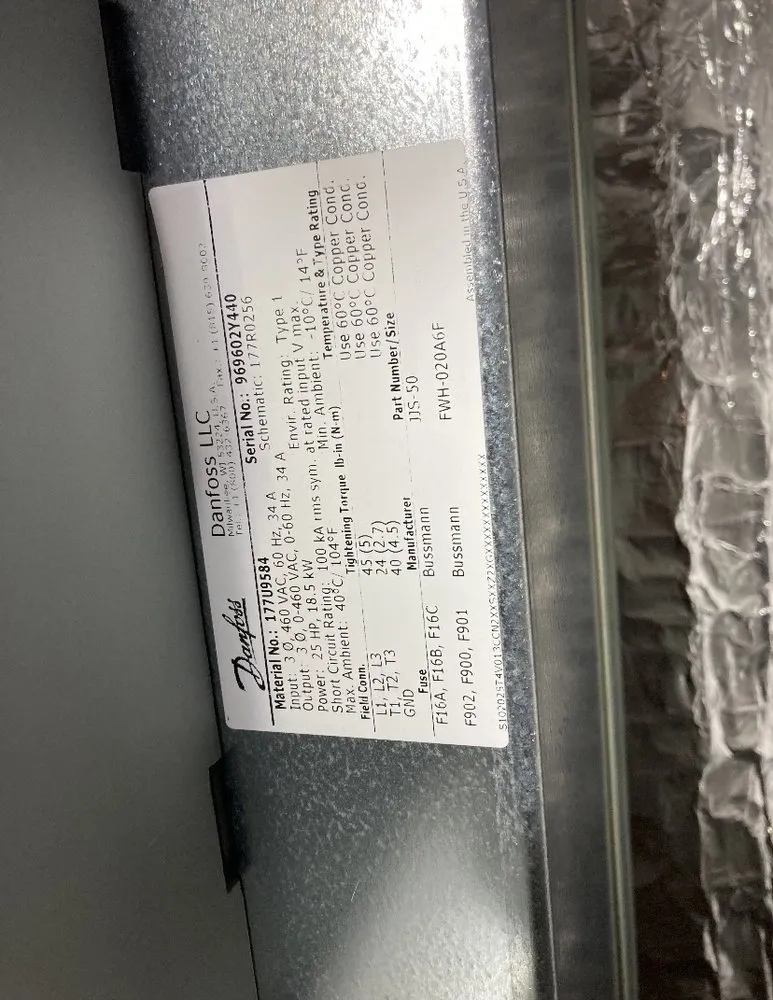 Danfoss
Danfoss LLC
Milwaukee, WI 53224, U.S.A.
Tel.: +1 (800) 432-6367 Fax.: +1 (815) 639-8002
Material No.: 177U9584 Serial No.: 969602Y440
Input: 3 Ø, 460 VAC, 60 Hz, 34 A Schematic: 177R0256
Output: 3 Ø, 0-460 VAC, 0-60 Hz, 34 A Envir. Rating: Type 1
Power: 25 HP, 18.5 kW
Short Circuit Rating: 100 kA rms sym. at rated input V max.
Max. Ambient: 40°C/ 104°F Min. Ambient: -10°C/ 14°F
Field Conn. Tightening Torque lb-in (N-m) Temperature & Type Rating
L1, L2, L3 45 (5) Use 60°C Copper Cond.
T1, T2, T3 24 (2.7) Use 60°C Copper Cond.
GND 40 (4.5) Use 60°C Copper Cond.
Fuse Manufacturer Part Number/Size
F16A, F16B, F16C Bussmann JJS-50
F902, F900, F901 Bussmann FWH-020A6F
Assembled in the U.S.A.